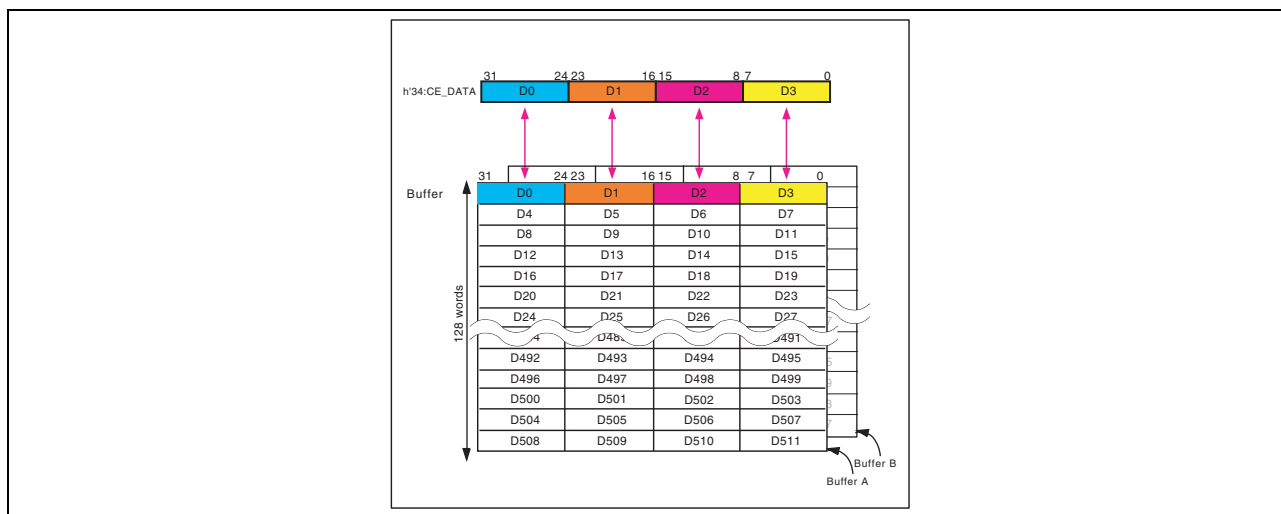 31 24 23 16 15 8 7 0
h'34:CE_DATA D0 D1 D2 D3
31 24 23 16 15 8 7 0
Buffer D0 D1 D2 D3
D4 D5 D6 D7
D8 D9 D10 D11
D12 D13 D14 D15
D16 D17 D18 D19
D20 D21 D22 D23
D24 D25 D26 D27
128 words
D491
D492 D493 D494 D495
D496 D497 D498 D499
D500 D501 D502 D503
D504 D505 D506 D507
D508 D509 D510 D511
Buffer B
Buffer A